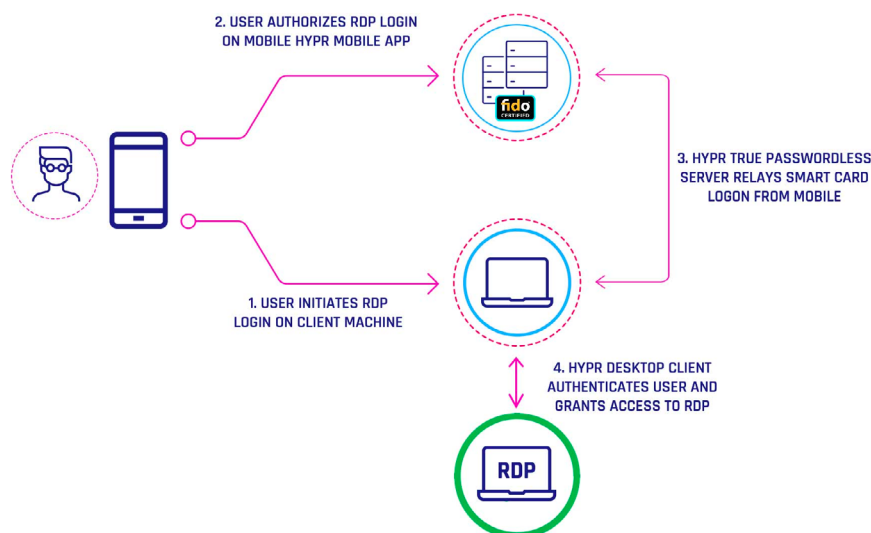 2. USER AUTHORIZES RDP LOGIN
ON MOBILE HYPR MOBILE APP
fido
CERTIFIED
3. HYPR TRUE PASSWORDLESS
SERVER RELAYS SMART CARD
LOGON FROM MOBILE
1. USER INITIATES RDP
LOGIN ON CLIENT MACHINE
4. HYPR DESKTOP CLIENT
AUTHENTICATES USER AND
GRANTS ACCESS TO RDP
RDP